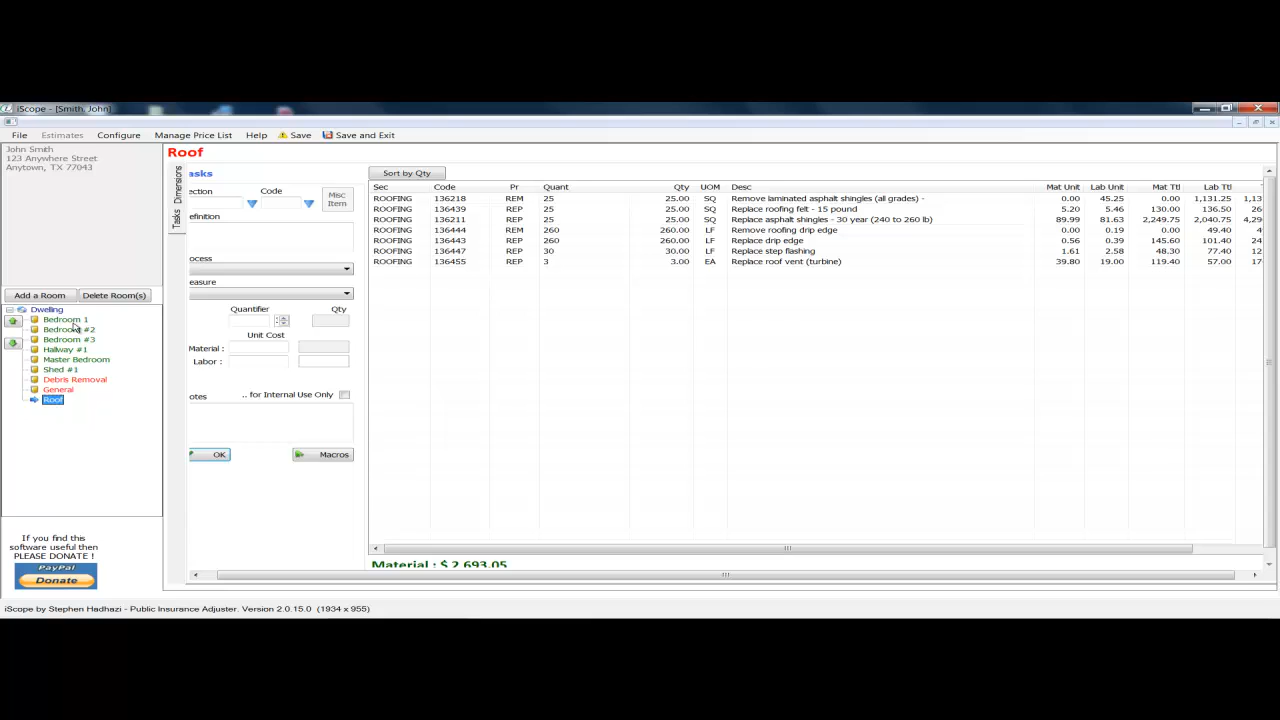 iScope - [Smith, John]
File Estimates Configure Manage Price List Help Save Save and Exit
John Smith
123 Anywhere Street
Anytown, TX 77043
Add a Room Delete Room(s)
Dwelling
Bedroom 1
Bedroom #2
Bedroom #3
Hallway #1
Master Bedroom
Shed #1
Debris Removal
General
Roof
If you find this
software useful then
PLEASE DONATE !
PayPal
Donate
Roof
Tasks Dimensions
asks
ection Code Misc Item
efinition
ocess
easure
Quantifier Qty
Unit Cost
Material :
Labor :
otes .. for Internal Use Only
OK Macros
Sort by Qty
Sec Code Pr Quant Qty UOM Desc Mat Unit Lab Unit Mat Ttl Lab Ttl
ROOFING 136218 REM 25 25.00 SQ Remove laminated asphalt shingles (all grades) - 0.00 45.25 0.00 1,131.25 1,13
ROOFING 136439 REP 25 25.00 SQ Replace roofing felt - 15 pound 5.20 5.46 130.00 136.50 26
ROOFING 136211 REP 25 25.00 SQ Replace asphalt shingles - 30 year (240 to 260 lb) 89.99 81.63 2,249.75 2,040.75 4,29
ROOFING 136444 REM 260 260.00 LF Remove roofing drip edge 0.00 0.19 0.00 49.40 4
ROOFING 136443 REP 260 260.00 LF Replace drip edge 0.56 0.39 145.60 101.40 24
ROOFING 136447 REP 30 30.00 LF Replace step flashing 1.61 2.58 48.30 77.40 12
ROOFING 136455 REP 3 3.00 EA Replace roof vent (turbine) 39.80 19.00 119.40 57.00 17
Material : $ 2,693.05
iScope by Stephen Hadhazi - Public Insurance Adjuster. Version 2.0.15.0 (1934 x 955)